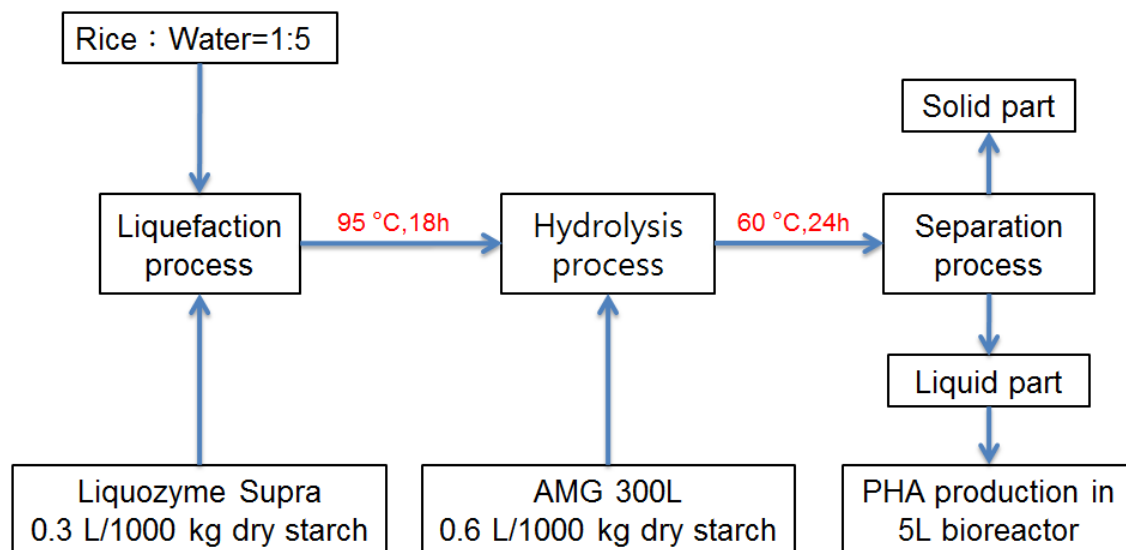 Rice：Water=1:5
Solid part
Liquefaction
process
95 °C,18h
Hydrolysis
process
60 °C,24h
Separation
process
Liquid part
Liquozyme Supra
0.3 L/1000 kg dry starch
AMG 300L
0.6 L/1000 kg dry starch
PHA production in
5L bioreactor